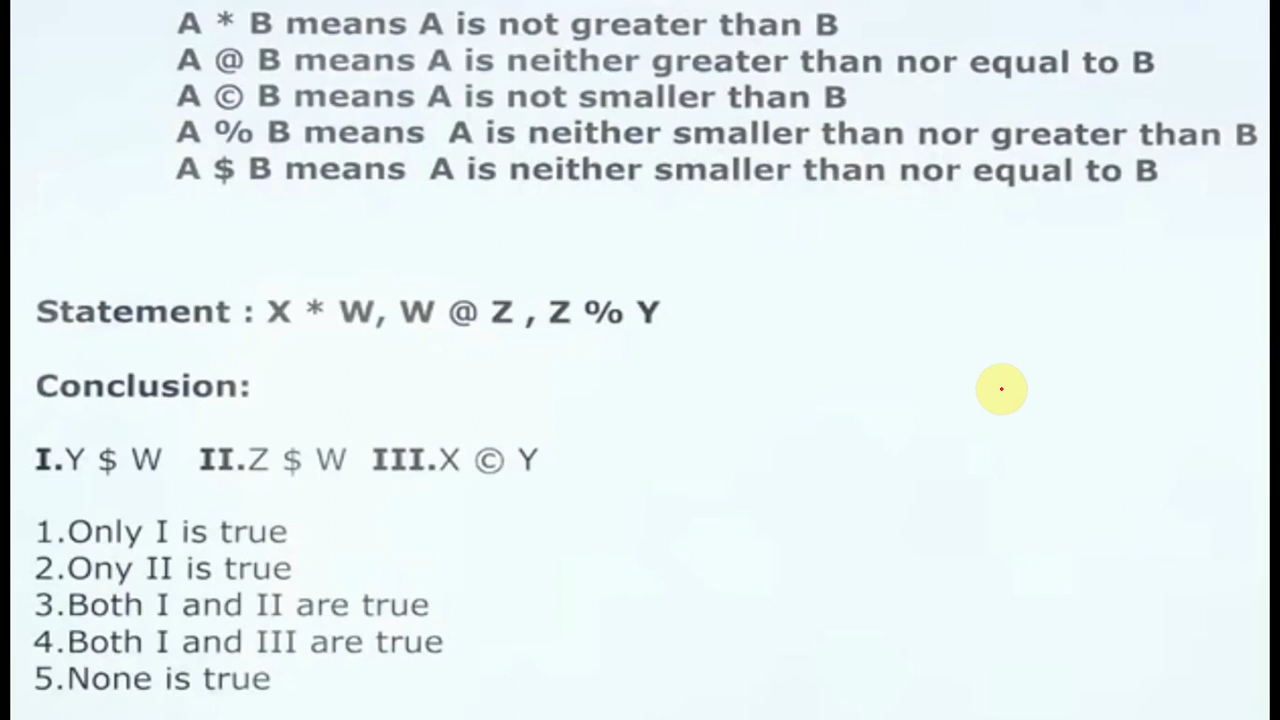 A * B means A is not greater than B
A @ B means A is neither greater than nor equal to B
A © B means A is not smaller than B
A % B means A is neither smaller than nor greater than B
A $ B means A is neither smaller than nor equal to B
Statement : X * W, W @ Z , Z % Y
Conclusion:
I.Y $ W II.Z $ W III.X © Y
1.Only I is true
2.Ony II is true
3.Both I and II are true
4.Both I and III are true
5.None is true